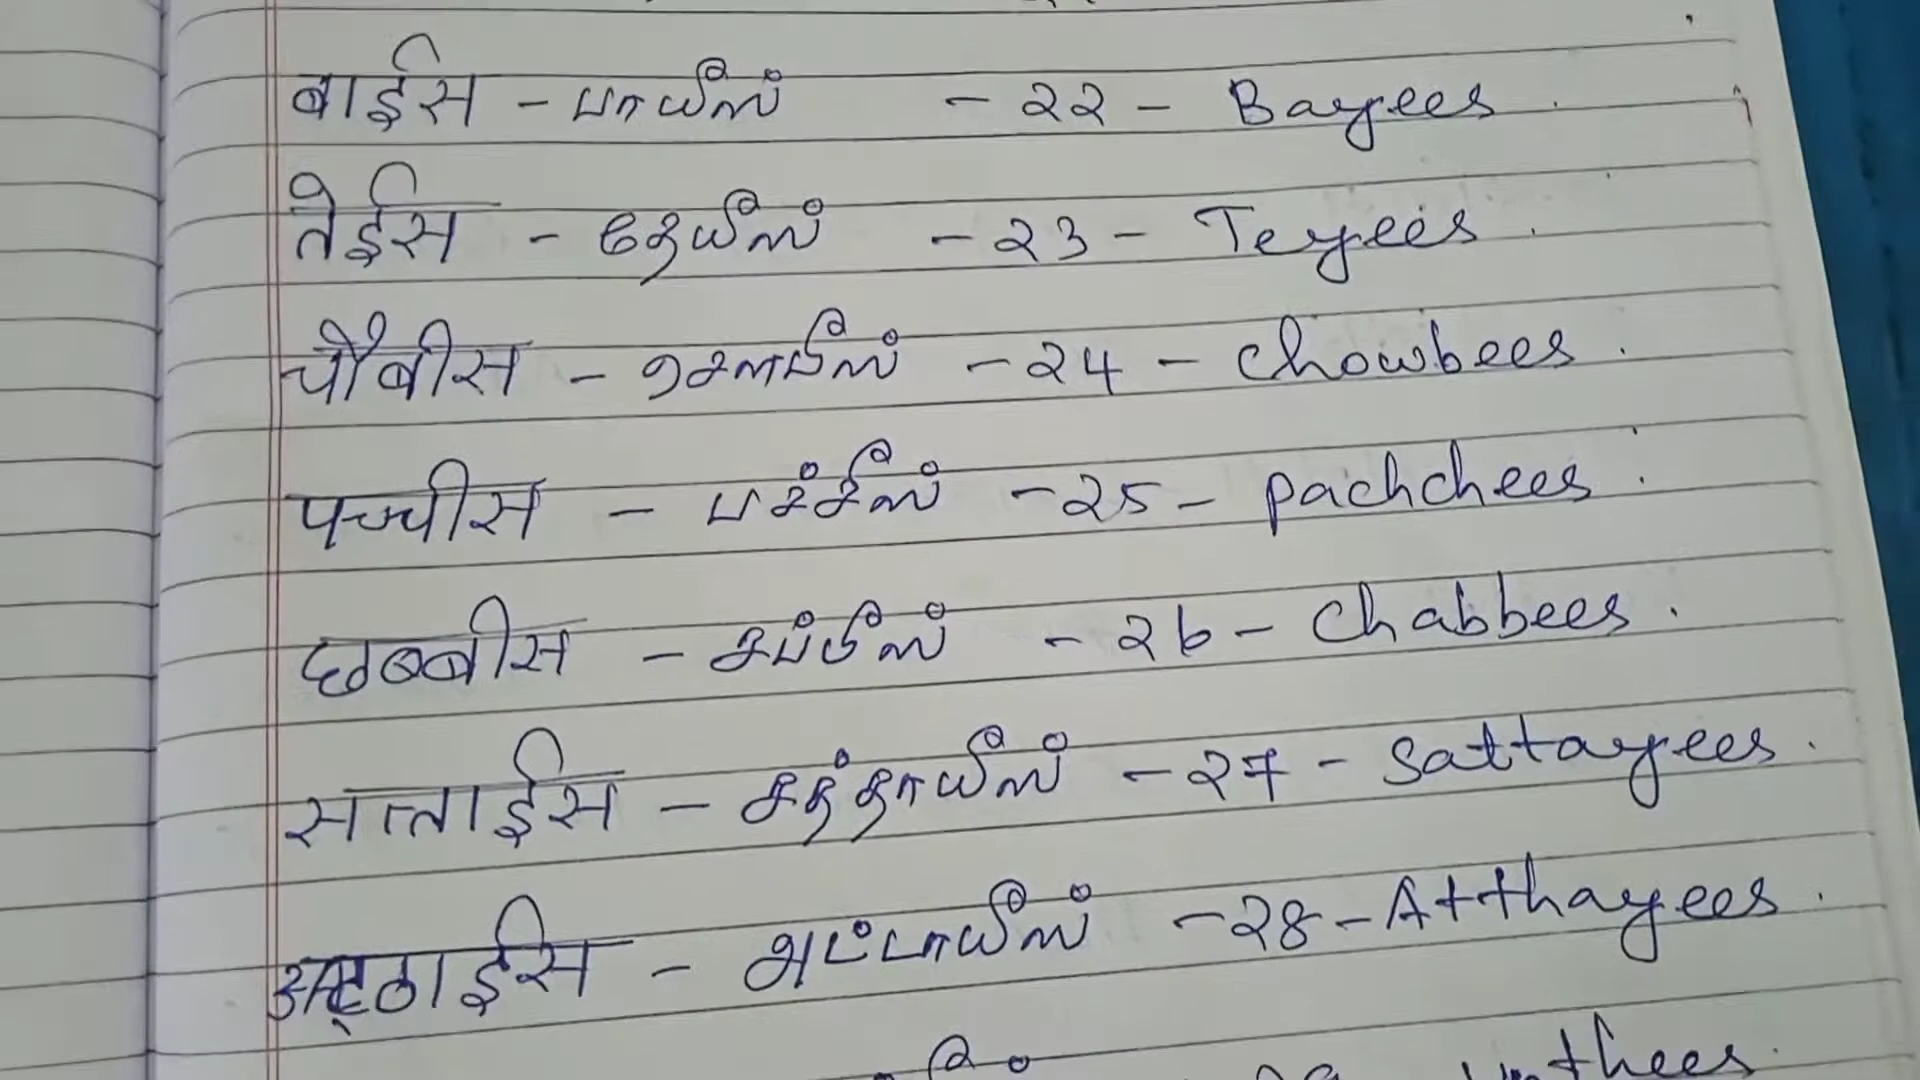 बाईस - பாயீஸ் - 22 - Bayees.
तेईस - தேயீஸ் - 23 - Teyees.
चौबीस - சௌபீஸ் - 24 - Chowbees.
पच्चीस - பச்சீஸ் - 25 - pachchees.
छब्बीस - சப்பீஸ் - 26 - Chabbees.
सत्ताईस - சத்தாயீஸ் - 27 - Sattayees.
अट्ठाईस - அட்டாயீஸ் - 28 - Atthayees.